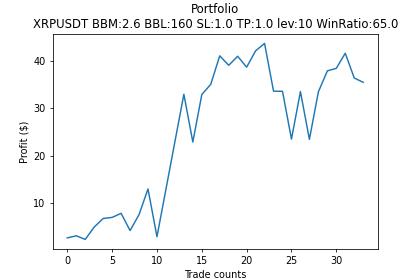 Portfolio
XRPUSDT BBM:2.6 BBL:160 SL:1.0 TP:1.0 lev:10 WinRatio:65.0
40
30
20
10
Profit ($)
0 5 10 15 20 25 30
Trade counts